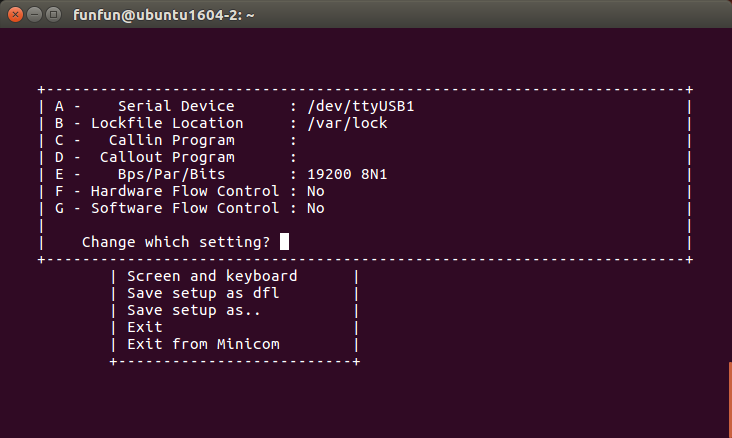 funfun@ubuntu1604-2: ~
+-----------------------------------------------------------------------+
| A -    Serial Device      : /dev/ttyUSB1                              |
| B - Lockfile Location     : /var/lock                                 |
| C -   Callin Program      :                                           |
| D -  Callout Program      :                                           |
| E -    Bps/Par/Bits       : 19200 8N1                                 |
| F - Hardware Flow Control : No                                        |
| G - Software Flow Control : No                                        |
|                                                                       |
|    Change which setting?                                              |
+-----------------------------------------------------------------------+
| Screen and keyboard      |
| Save setup as dfl        |
| Save setup as..          |
| Exit                     |
| Exit from Minicom        |
+--------------------------+